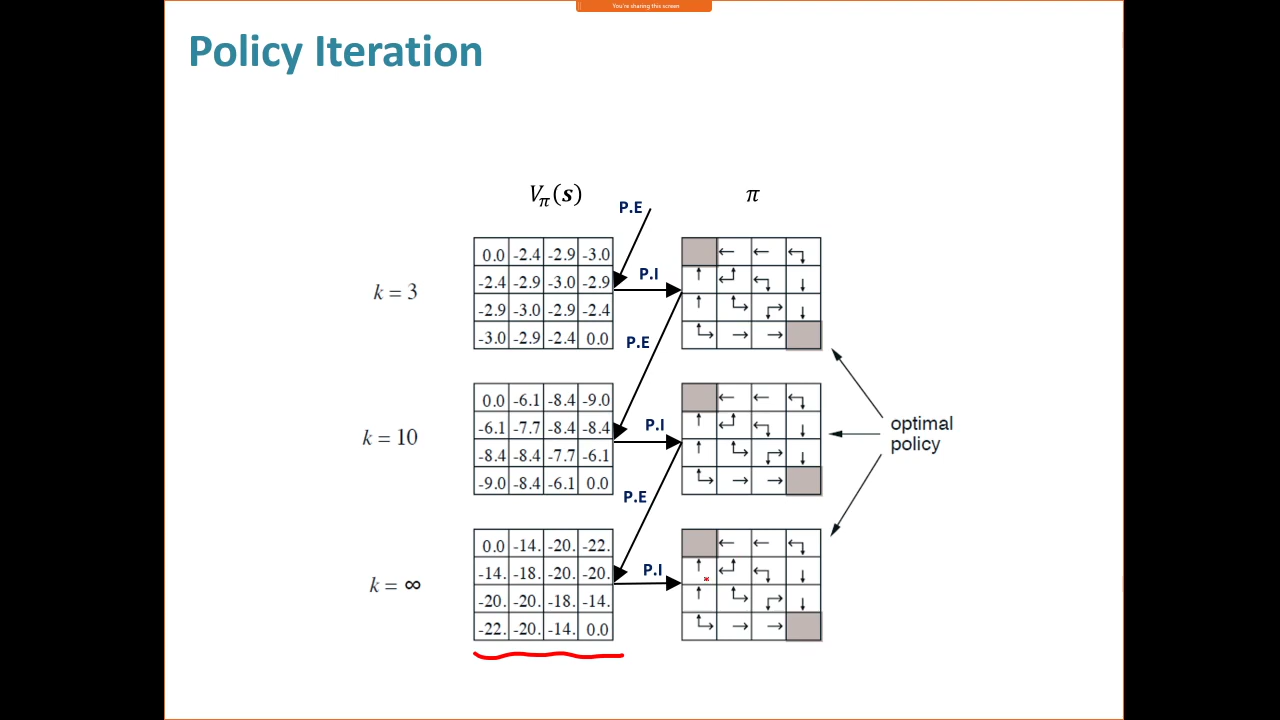 You're sharing this screen
Policy Iteration
V_π(s) π
P.E
k = 3
0.0 -2.4 -2.9 -3.0
-2.4 -2.9 -3.0 -2.9
-2.9 -3.0 -2.9 -2.4
-3.0 -2.9 -2.4 0.0
P.I
P.E
k = 10
0.0 -6.1 -8.4 -9.0
-6.1 -7.7 -8.4 -8.4
-8.4 -8.4 -7.7 -6.1
-9.0 -8.4 -6.1 0.0
P.I
optimal
policy
P.E
k = ∞
0.0 -14. -20. -22.
-14. -18. -20. -20.
-20. -20. -18. -14.
-22. -20. -14. 0.0
P.I